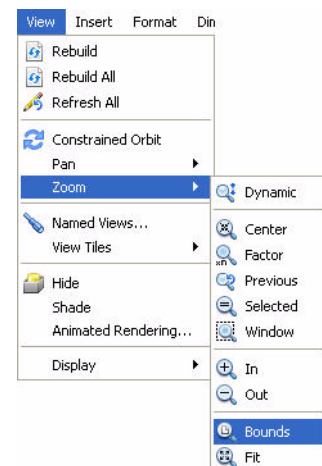 View Insert Format Din
Rebuild
Rebuild All
Refresh All
Constrained Orbit
Pan
Zoom
Named Views...
View Tiles
Hide
Shade
Animated Rendering...
Display
Dynamic
Center
Factor
Previous
Selected
Window
In
Out
Bounds
Fit